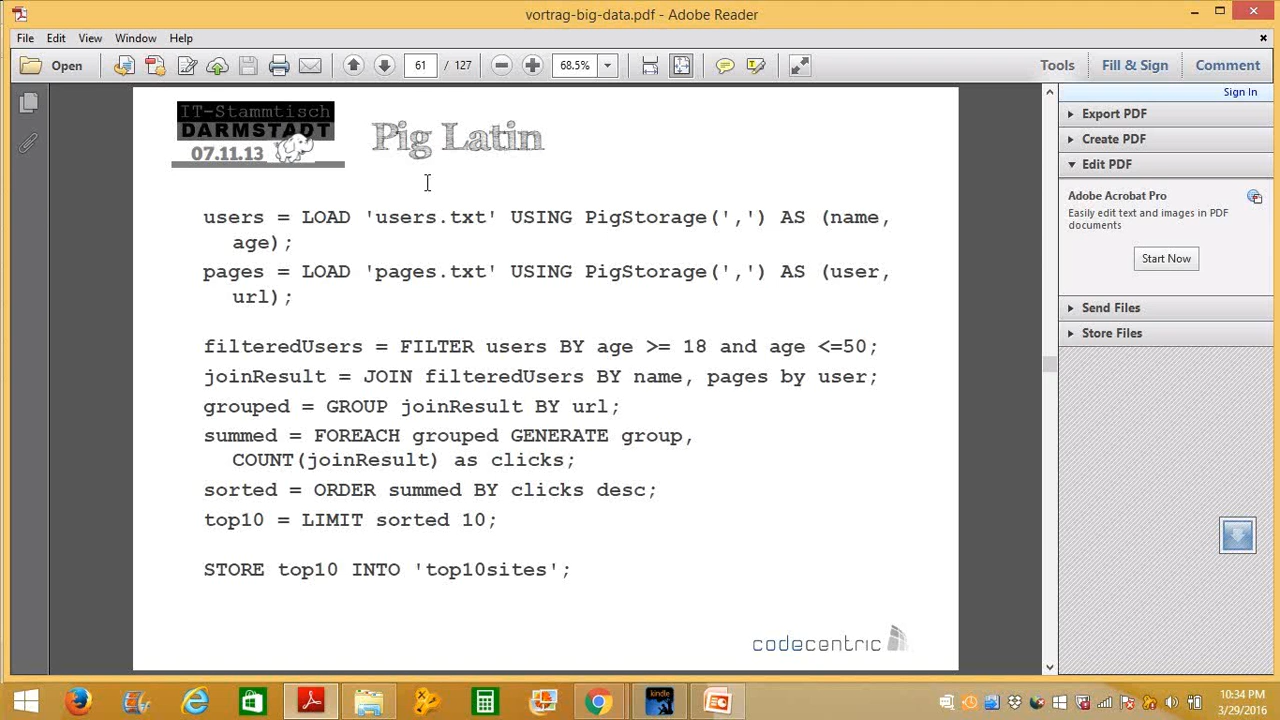 vortrag-big-data.pdf - Adobe Reader
File Edit View Window Help
Open 61 / 127 68.5% Tools Fill & Sign Comment
Sign In
Export PDF
Create PDF
Edit PDF
Adobe Acrobat Pro
Easily edit text and images in PDF
documents
Start Now
Send Files
Store Files
IT-Stammtisch
DARMSTADT
07.11.13
Pig Latin
users = LOAD 'users.txt' USING PigStorage(',') AS (name,
age);
pages = LOAD 'pages.txt' USING PigStorage(',') AS (user,
url);
filteredUsers = FILTER users BY age >= 18 and age <=50;
joinResult = JOIN filteredUsers BY name, pages by user;
grouped = GROUP joinResult BY url;
summed = FOREACH grouped GENERATE group,
COUNT(joinResult) as clicks;
sorted = ORDER summed BY clicks desc;
top10 = LIMIT sorted 10;
STORE top10 INTO 'top10sites';
codecentric
kindle
10:34 PM
3/29/2016